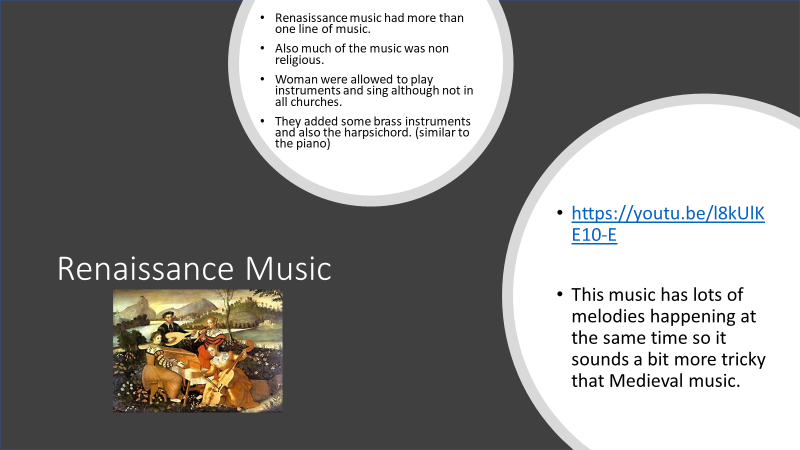 • Renasissance music had more than
one line of music.
• Also much of the music was non
religious.
• Woman were allowed to play
instruments and sing although not in
all churches.
• They added some brass instruments
and also the harpsichord. (similar to
the piano)
Renaissance Music
• https://youtu.be/l8kUlK
E10-E
• This music has lots of
melodies happening at
the same time so it
sounds a bit more tricky
that Medieval music.